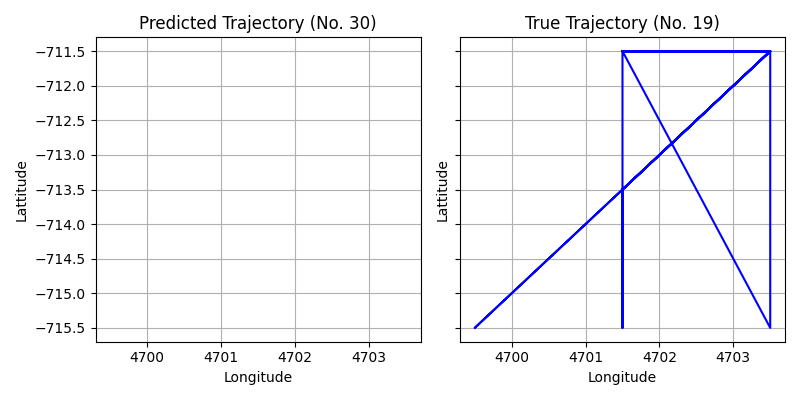 Predicted Trajectory (No. 30)
−711.5
−712.0
−712.5
−713.0
−713.5
−714.0
−714.5
−715.0
−715.5
Lattitude
4700 4701 4702 4703
Longitude
True Trajectory (No. 19)
Lattitude
4700 4701 4702 4703
Longitude